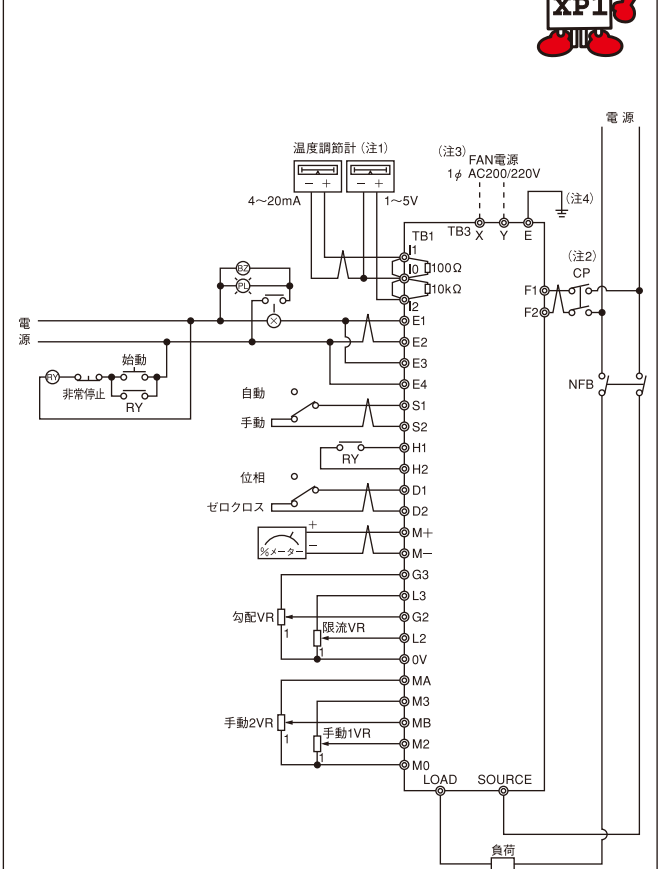 XP1
電 源
温度調節計（注1）
（注3）
FAN電源
1φ AC200/220V
− ＋
− ＋
4〜20mA
1〜5V
（注4）
TB1
TB3
X
Y
E
I1
I0
100Ω
10kΩ
I2
（注2）
CP
F1
F2
BZ
PL
電
源
E1
E2
E3
E4
始動
RY
非常停止
RY
NFB
自動
手動
S1
S2
H1
RY
H2
位相
ゼロクロス
D1
D2
＋
−
％メーター
M＋
M−
G3
L3
勾配VR
1
G2
限流VR
1
L2
0V
MA
M3
手動2VR
1
MB
手動1VR
1
M2
M0
LOAD
SOURCE
負荷